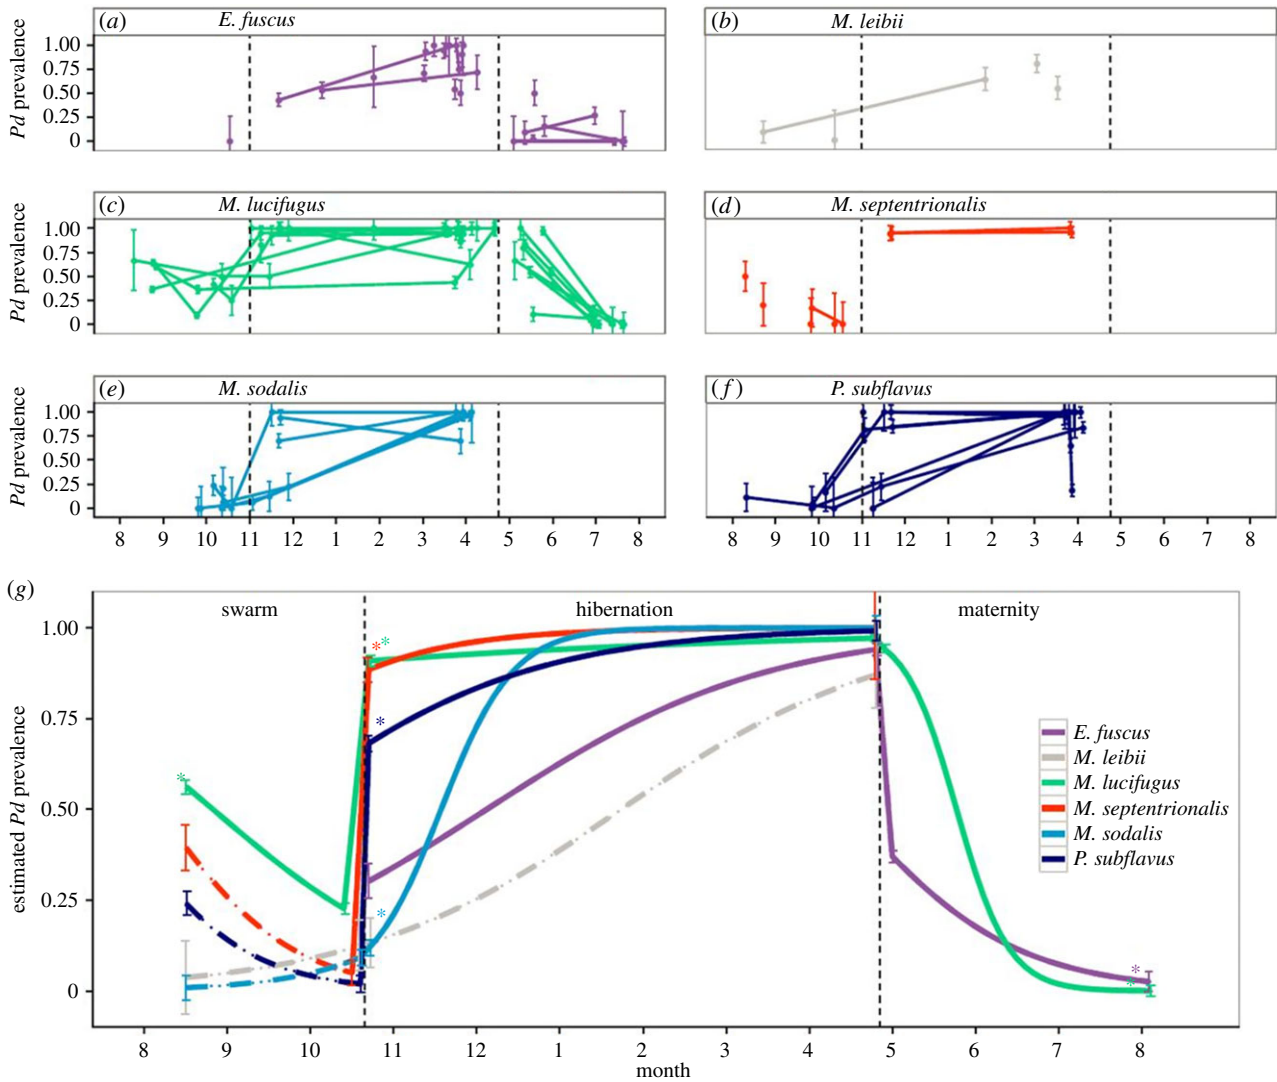 (a) E. fuscus
(b) M. leibii
Pd prevalence
1.00
0.75
0.50
0.25
0
(c) M. lucifugus
(d) M. septentrionalis
Pd prevalence
1.00
0.75
0.50
0.25
0
(e) M. sodalis
(f) P. subflavus
Pd prevalence
1.00
0.75
0.50
0.25
0
8 9 10 11 12 1 2 3 4 5 6 7 8
8 9 10 11 12 1 2 3 4 5 6 7 8
(g)
swarm hibernation maternity
estimated Pd prevalence
1.00
0.75
0.50
0.25
0
* *
*
*
*
*
*
E. fuscus
M. leibii
M. lucifugus
M. septentrionalis
M. sodalis
P. subflavus
8 9 10 11 12 1 2 3 4 5 6 7 8
month